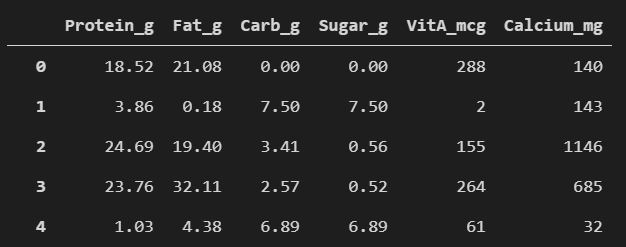 Protein_g Fat_g Carb_g Sugar_g VitA_mcg Calcium_mg
0 18.52 21.08 0.00 0.00 288 140
1 3.86 0.18 7.50 7.50 2 143
2 24.69 19.40 3.41 0.56 155 1146
3 23.76 32.11 2.57 0.52 264 685
4 1.03 4.38 6.89 6.89 61 32